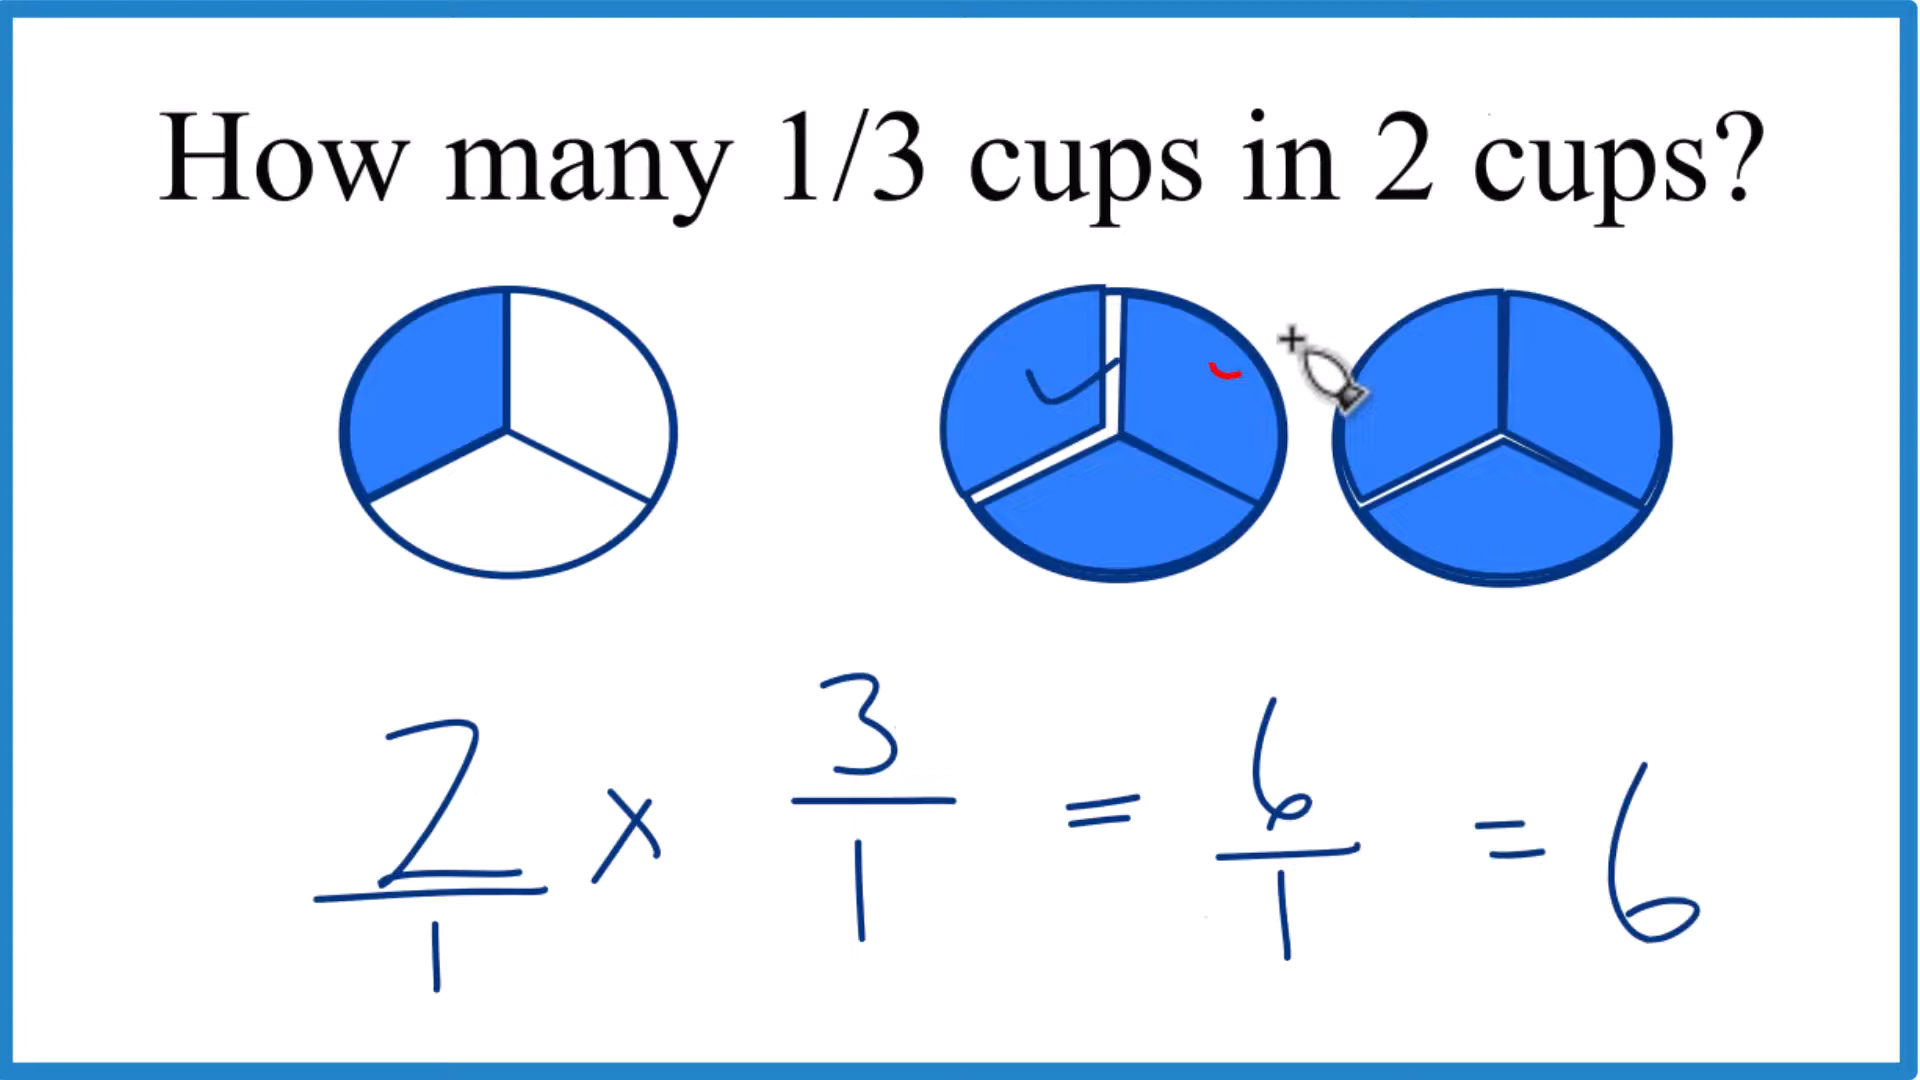 How many 1/3 cups in 2 cups?
2/1 x 3/1 = 6/1 = 6